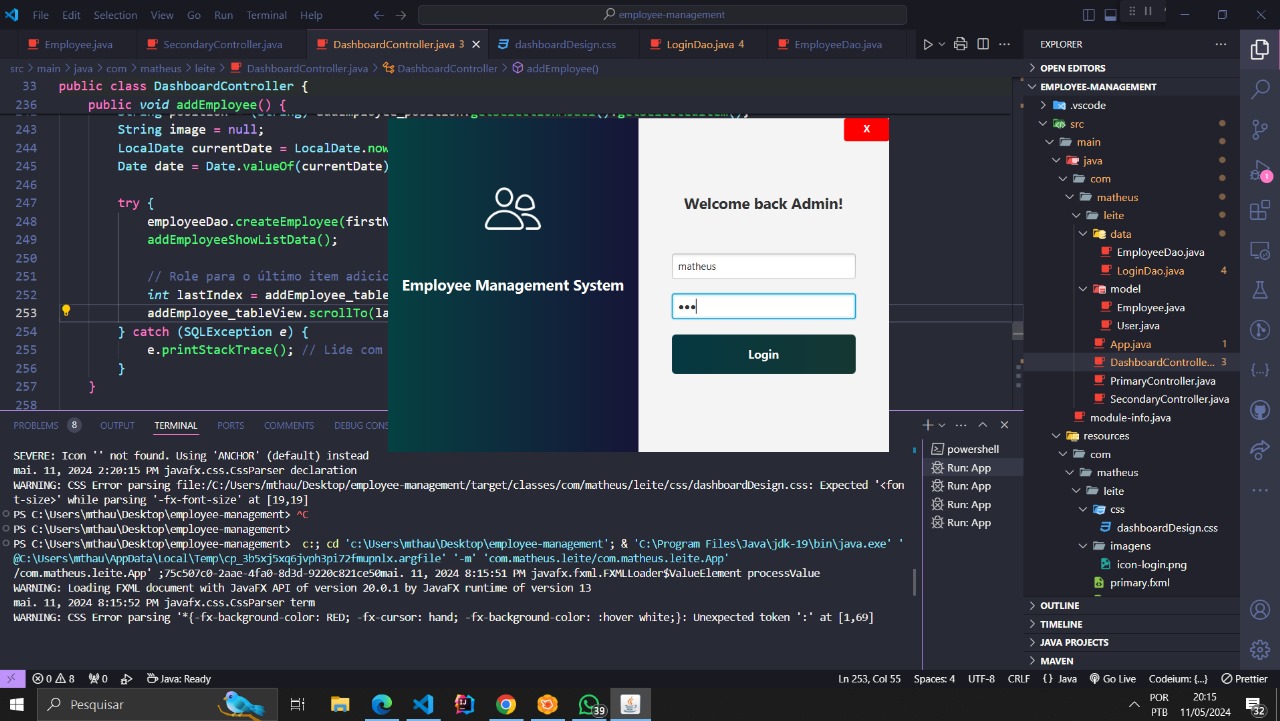 File Edit Selection View Go Run Terminal Help
employee-management
Employee.java SecondaryController.java DashboardController.java 3 dashboardDesign.css LoginDao.java 4 EmployeeDao.java
src > main > java > com > matheus > leite > DashboardController.java > DashboardController > addEmployee()
33 public class DashboardController {
236 public void addEmployee() {
243 String image = null;
244 LocalDate currentDate = LocalDate.now
245 Date date = Date.valueOf(currentDate)
246
247 try {
248 employeeDao.createEmployee(firstN
249 addEmployeeShowListData();
250
251 // Role para o último item adicio
252 int lastIndex = addEmployee_table
253 addEmployee_tableView.scrollTo(la
254 } catch (SQLException e) {
255 e.printStackTrace(); // Lide com
256 }
257 }
258
X
Welcome back Admin!
Employee Management System
matheus
Login
PROBLEMS 8 OUTPUT TERMINAL PORTS COMMENTS DEBUG CONS
SEVERE: Icon '' not found. Using 'ANCHOR' (default) instead
mai. 11, 2024 2:20:15 PM javafx.css.CssParser declaration
WARNING: CSS Error parsing file:/C:/Users/mthau/Desktop/employee-management/target/classes/com/matheus/leite/css/dashboardDesign.css: Expected '<fon
t-size>' while parsing '-fx-font-size' at [19,19]
PS C:\Users\mthau\Desktop\employee-management> ^C
PS C:\Users\mthau\Desktop\employee-management>
PS C:\Users\mthau\Desktop\employee-management> c:; cd 'c:\Users\mthau\Desktop\employee-management'; & 'C:\Program Files\Java\jdk-19\bin\java.exe' '
@C:\Users\mthau\AppData\Local\Temp\cp_3b5xj5xq6jvph3pi72fmupnlx.argfile' '-m' 'com.matheus.leite/com.matheus.leite.App'
/com.matheus.leite.App' ;75c507c0-2aae-4fa0-8d3d-9220c821ce50mai. 11, 2024 8:15:51 PM javafx.fxml.FXMLLoader$ValueElement processValue
WARNING: Loading FXML document with JavaFX API of version 20.0.1 by JavaFX runtime of version 13
mai. 11, 2024 8:15:52 PM javafx.css.CssParser term
WARNING: CSS Error parsing '*{-fx-background-color: RED; -fx-cursor: hand; -fx-background-color: :hover white;}: Unexpected token ':' at [1,69]
powershell
Run: App
Run: App
Run: App
Run: App
EXPLORER
OPEN EDITORS
EMPLOYEE-MANAGEMENT
.vscode
src
main
java
com
matheus
leite
data
EmployeeDao.java
LoginDao.java 4
model
Employee.java
User.java
App.java 1
DashboardControlle... 3
PrimaryController.java
SecondaryController.java
module-info.java
resources
com
matheus
leite
css
dashboardDesign.css
imagens
icon-login.png
primary.fxml
OUTLINE
TIMELINE
JAVA PROJECTS
MAVEN
1
0 8 0 Java: Ready Ln 253, Col 55 Spaces: 4 UTF-8 CRLF {} Java Go Live Codeium: {...} Prettier
Pesquisar 39 POR PTB 20:15 11/05/2024 32